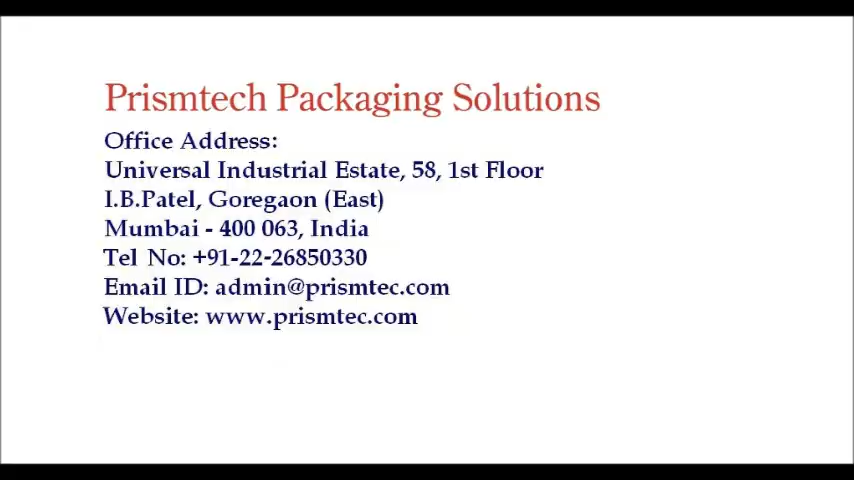 Prismtech Packaging Solutions
Office Address:
Universal Industrial Estate, 58, 1st Floor
I.B.Patel, Goregaon (East)
Mumbai - 400 063, India
Tel No: +91-22-26850330
Email ID: admin@prismtec.com
Website: www.prismtec.com